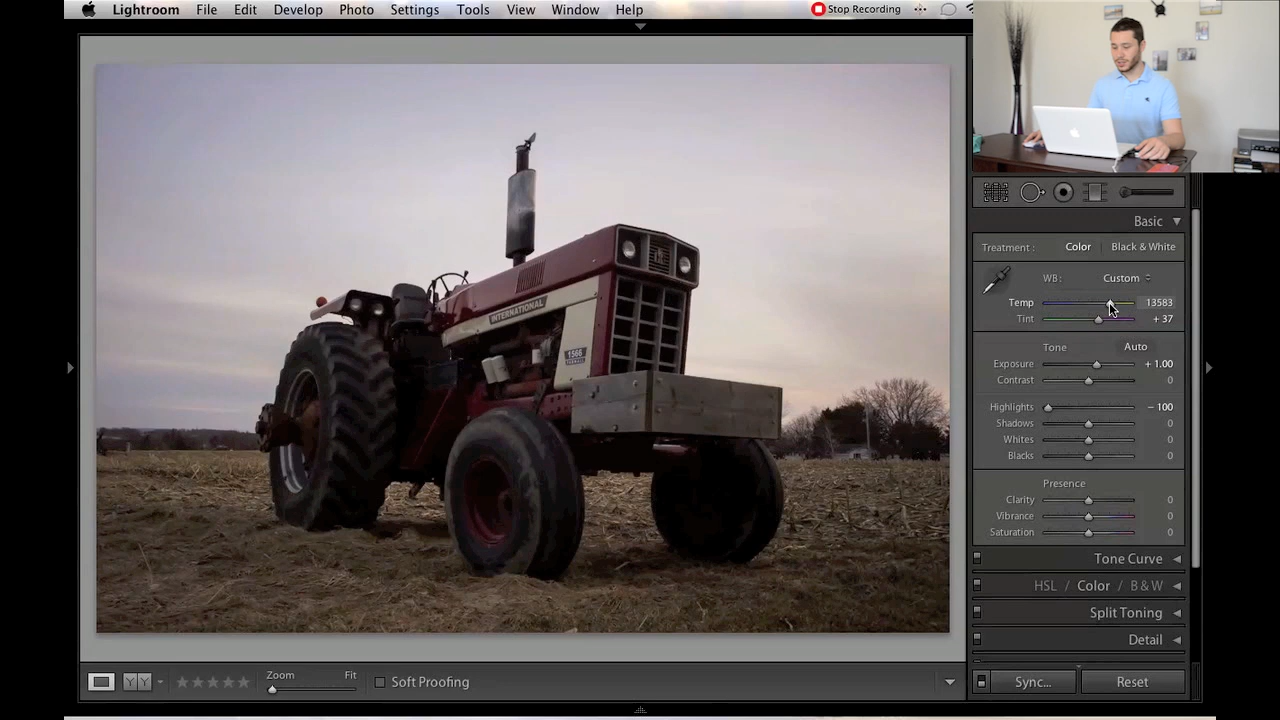 Lightroom File Edit Develop Photo Settings Tools View Window Help Stop Recording
Basic
Treatment : Color Black & White
WB: Custom
Temp 13583
Tint + 37
Tone Auto
Exposure + 1.00
Contrast 0
Highlights − 100
Shadows 0
Whites 0
Blacks 0
Presence
Clarity 0
Vibrance 0
Saturation 0
Tone Curve
HSL / Color / B & W
Split Toning
Detail
INTERNATIONAL
1566
Zoom Fit
Soft Proofing
Sync... Reset